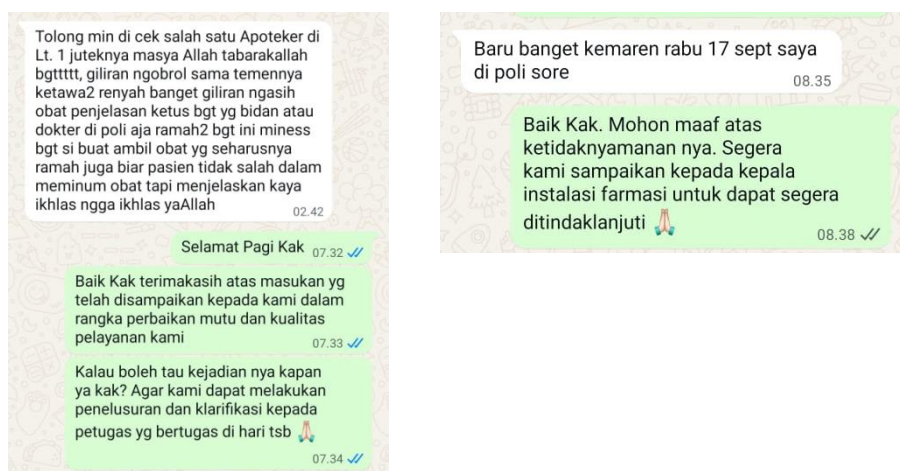 Tolong min di cek salah satu Apoteker di
Lt. 1 juteknya masya Allah tabarakallah
bgttttt, giliran ngobrol sama temennya
ketawa2 renyah banget giliran ngasih
obat penjelasan ketus bgt yg bidan atau
dokter di poli aja ramah2 bgt ini miness
bgt si buat ambil obat yg seharusnya
ramah juga biar pasien tidak salah dalam
meminum obat tapi menjelaskan kaya
ikhlas ngga ikhlas yaAllah
02.42
Selamat Pagi Kak 07.32
Baik Kak terimakasih atas masukan yg
telah disampaikan kepada kami dalam
rangka perbaikan mutu dan kualitas
pelayanan kami
07.33
Kalau boleh tau kejadian nya kapan
ya kak? Agar kami dapat melakukan
penelusuran dan klarifikasi kepada
petugas yg bertugas di hari tsb 🙏🏻
07.34
Baru banget kemaren rabu 17 sept saya
di poli sore
08.35
Baik Kak. Mohon maaf atas
ketidaknyamanan nya. Segera
kami sampaikan kepada kepala
instalasi farmasi untuk dapat segera
ditindaklanjuti 🙏🏻
08.38